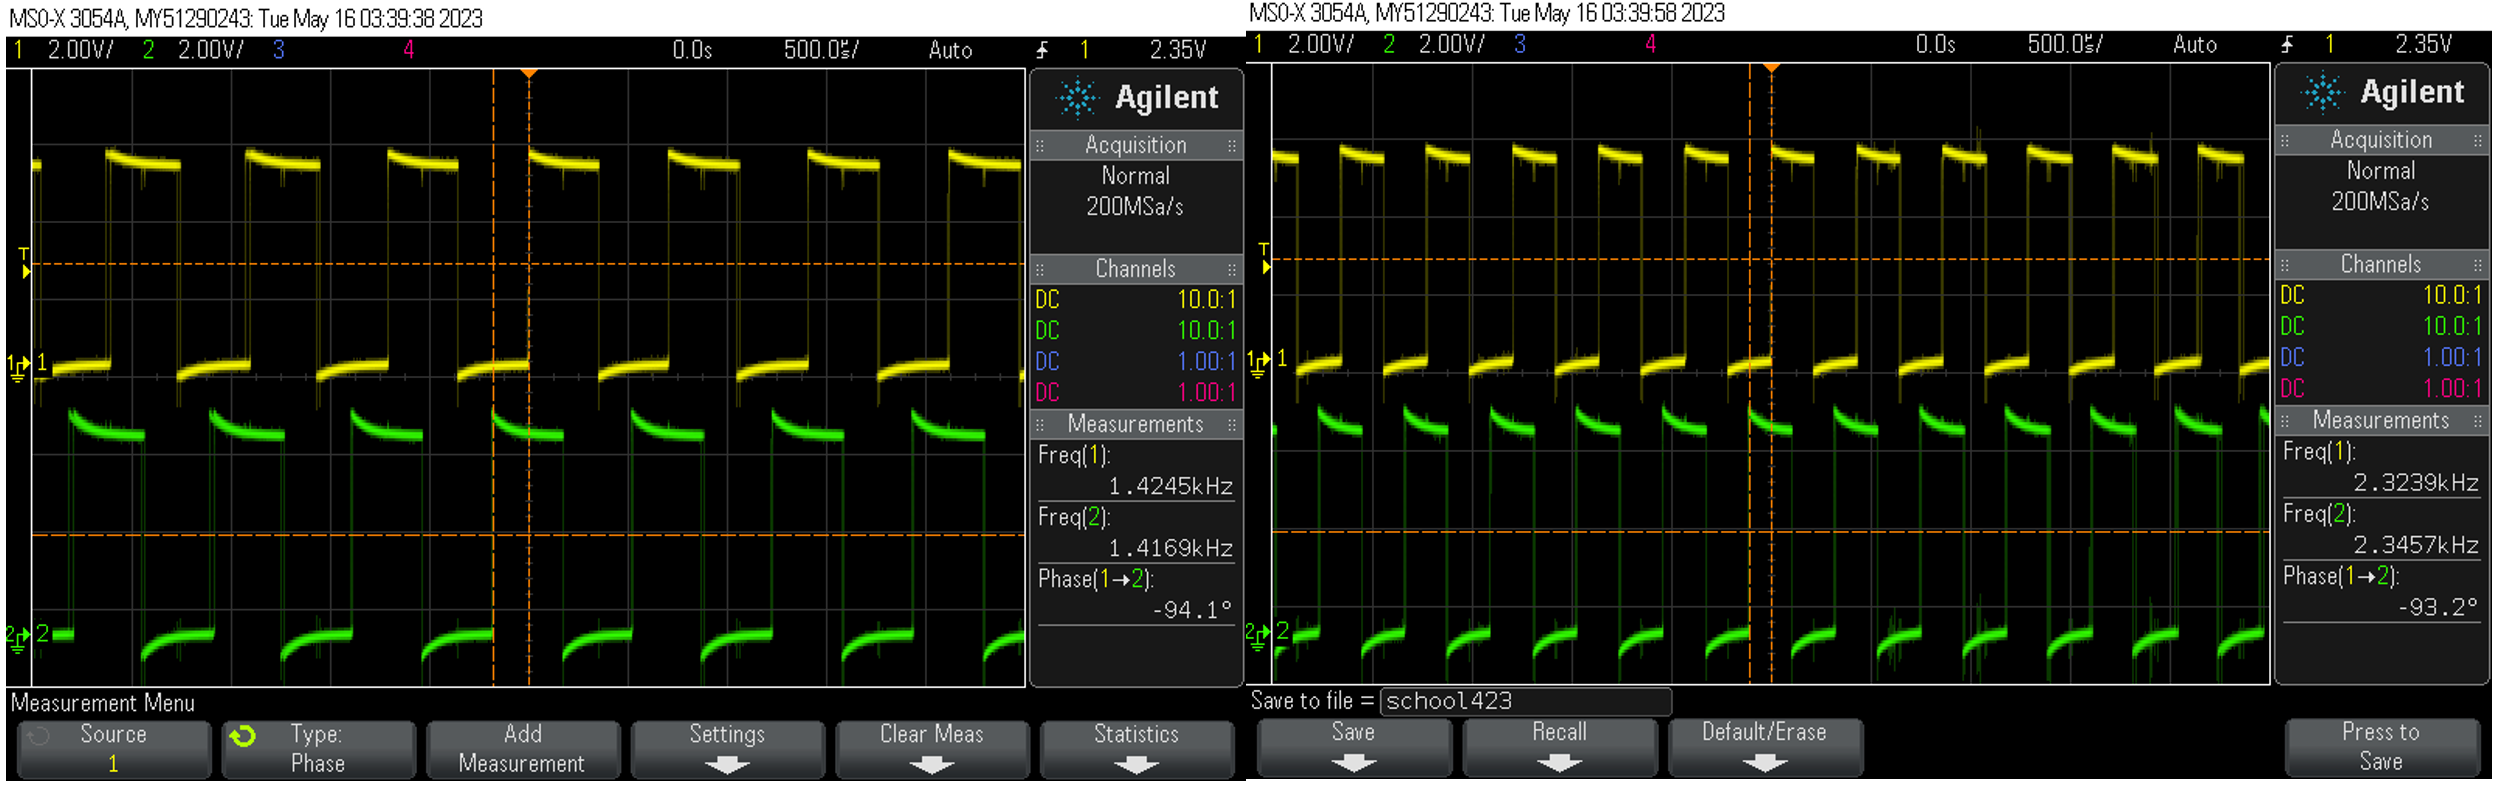 MSO-X 3054A, MY51290243: Tue May 16 03:39:38 2023
1 2.00V/ 2 2.00V/ 3 4 0.0s 500.0µs/ Auto 1 2.35V
Agilent
Acquisition
Normal
200MSa/s
Channels
DC 10.0:1
DC 10.0:1
DC 1.00:1
DC 1.00:1
Measurements
Freq(1):
1.4245kHz
Freq(2):
1.4169kHz
Phase(1→2):
-94.1°
T
1 1
2 2
Measurement Menu
Source
1
Type:
Phase
Add
Measurement
Settings
Clear Meas
Statistics
MSO-X 3054A, MY51290243: Tue May 16 03:39:58 2023
1 2.00V/ 2 2.00V/ 3 4 0.0s 500.0µs/ Auto 1 2.35V
Agilent
Acquisition
Normal
200MSa/s
Channels
DC 10.0:1
DC 10.0:1
DC 1.00:1
DC 1.00:1
Measurements
Freq(1):
2.3239kHz
Freq(2):
2.3457kHz
Phase(1→2):
-93.2°
T
1 1
2 2
Save to file = school423
Save
Recall
Default/Erase
Press to
Save